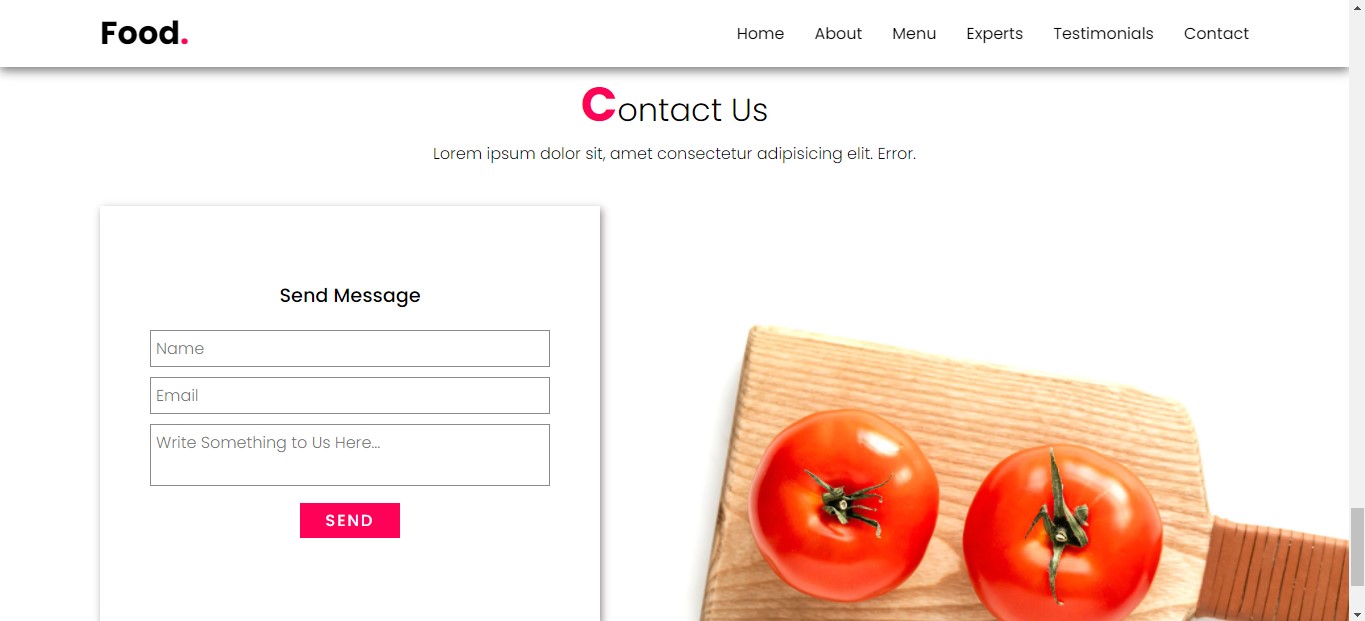 Food.
Home About Menu Experts Testimonials Contact
Contact Us
Lorem ipsum dolor sit, amet consectetur adipisicing elit. Error.
Send Message
Name
Email
Write Something to Us Here...
SEND